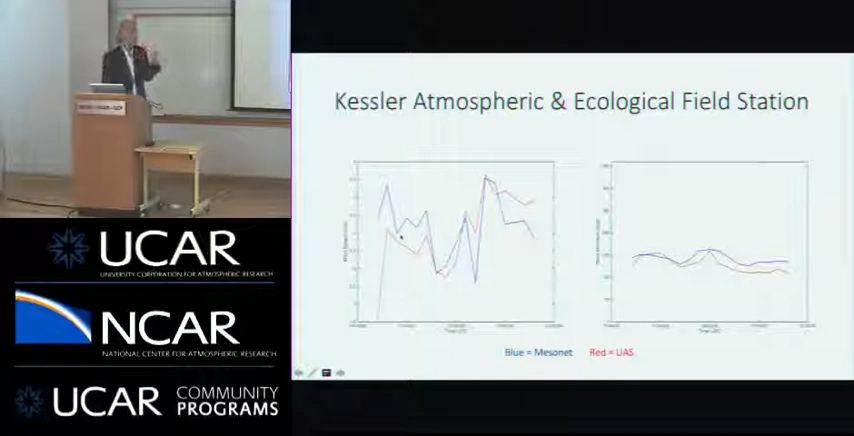 Kessler Atmospheric & Ecological Field Station
Blue = Mesonet Red = UAS
UCAR
UNIVERSITY CORPORATION FOR ATMOSPHERIC RESEARCH
NCAR
NATIONAL CENTER FOR ATMOSPHERIC RESEARCH
UCAR COMMUNITY
PROGRAMS